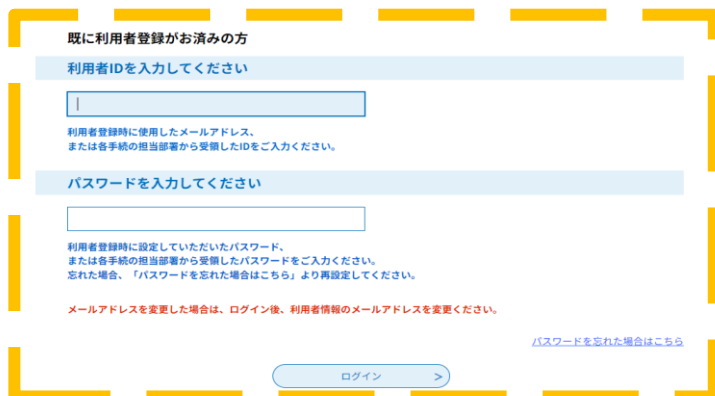 既に利用者登録がお済みの方
利用者IDを入力してください
利用者登録時に使用したメールアドレス、
または各手続の担当部署から受領したIDをご入力ください。
パスワードを入力してください
利用者登録時に設定していただいたパスワード、
または各手続の担当部署から受領したパスワードをご入力ください。
忘れた場合、「パスワードを忘れた場合はこちら」より再設定してください。
メールアドレスを変更した場合は、ログイン後、利用者情報のメールアドレスを変更ください。
パスワードを忘れた場合はこちら
ログイン >